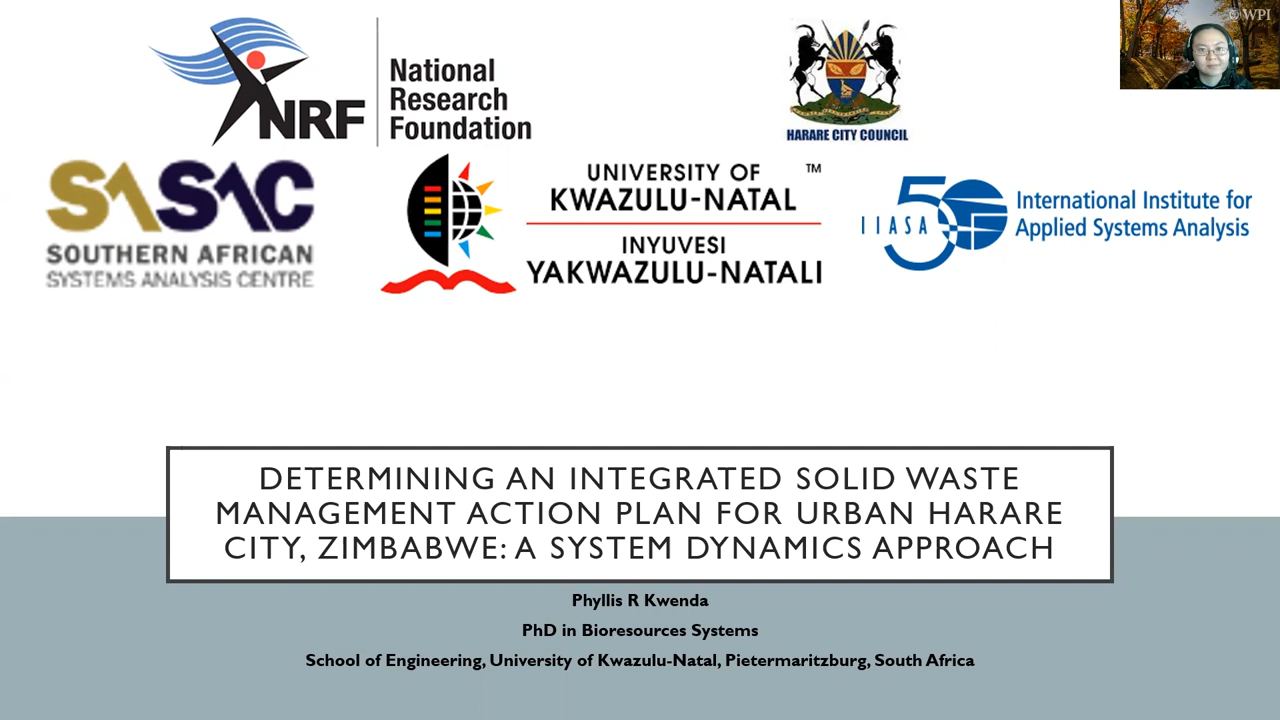 © WPI
NRF
National
Research
Foundation
HARARE CITY COUNCIL
SASAC
SOUTHERN AFRICAN
SYSTEMS ANALYSIS CENTRE
UNIVERSITY OF ™
KWAZULU-NATAL
INYUVESI
YAKWAZULU-NATALI
IIASA 50
International Institute for
Applied Systems Analysis
DETERMINING AN INTEGRATED SOLID WASTE
MANAGEMENT ACTION PLAN FOR URBAN HARARE
CITY, ZIMBABWE: A SYSTEM DYNAMICS APPROACH
Phyllis R Kwenda
PhD in Bioresources Systems
School of Engineering, University of Kwazulu-Natal, Pietermaritzburg, South Africa